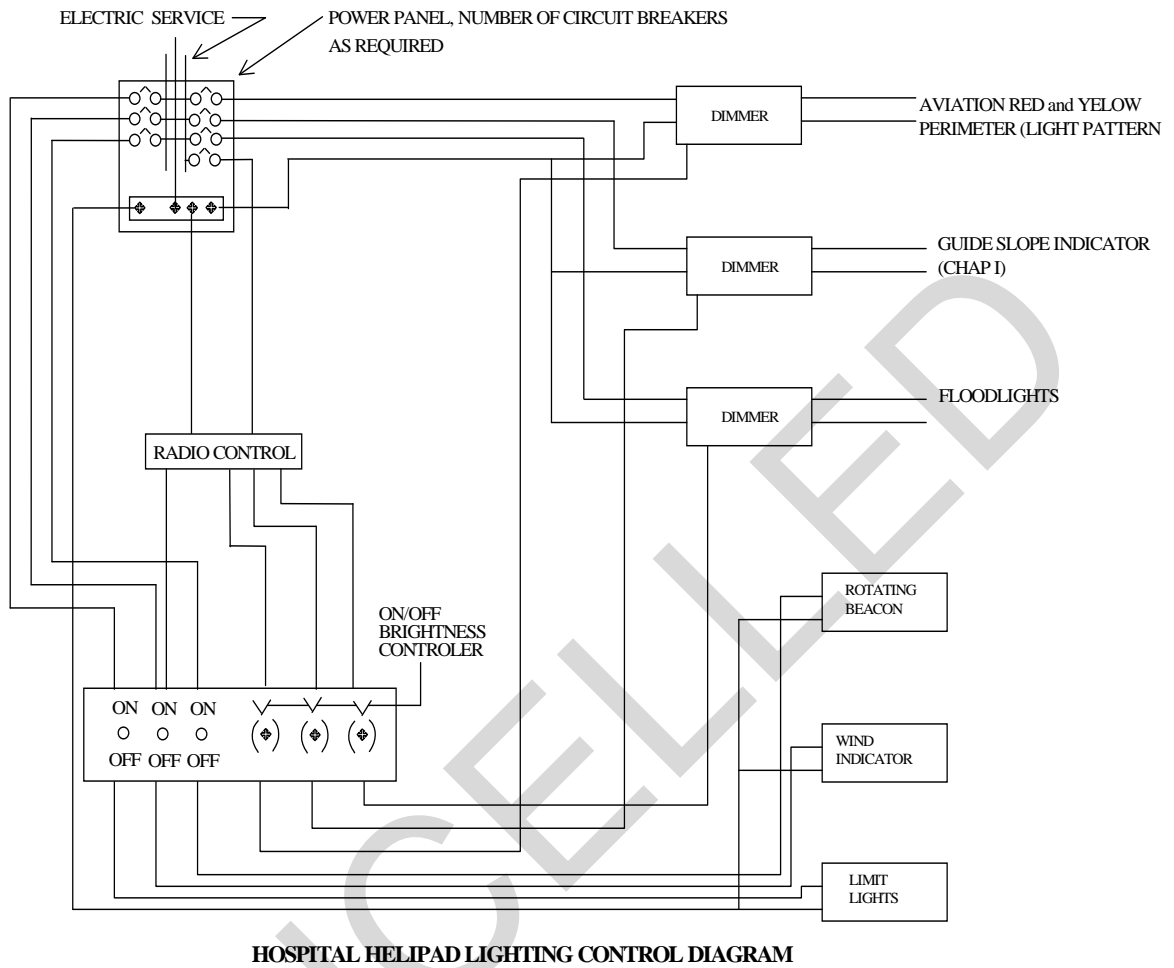 ELECTRIC SERVICE
POWER PANEL, NUMBER OF CIRCUIT BREAKERS
AS REQUIRED
DIMMER
AVIATION RED and YELOW
PERIMETER (LIGHT PATTERN
DIMMER
GUIDE SLOPE INDICATOR
(CHAP I)
DIMMER
FLOODLIGHTS
RADIO CONTROL
ROTATING
BEACON
ON/OFF
BRIGHTNESS
CONTROLER
ON ON ON
OFF OFF OFF
WIND
INDICATOR
LIMIT
LIGHTS
HOSPITAL HELIPAD LIGHTING CONTROL DIAGRAM
NCELLED